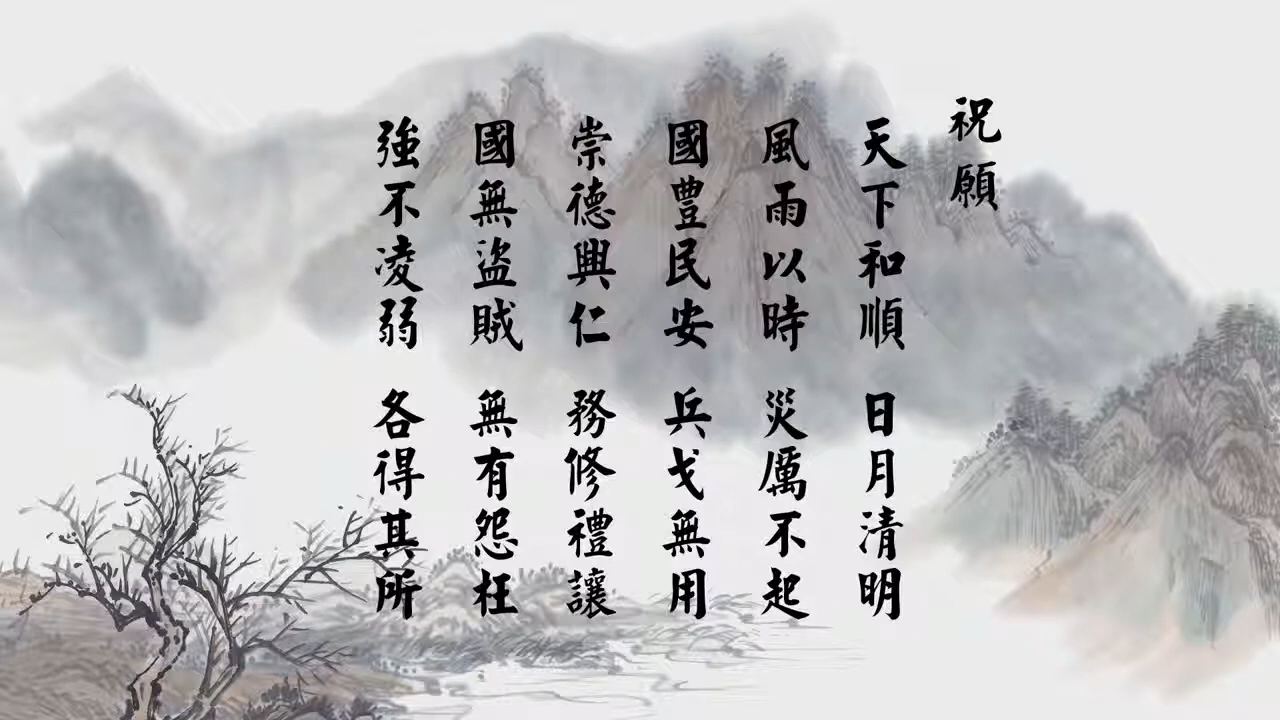 祝願
天下和順 日月清明
風雨以時 災厲不起
國豐民安 兵戈無用
崇德興仁 務修禮讓
國無盜賊 無有怨枉
強不凌弱 各得其所